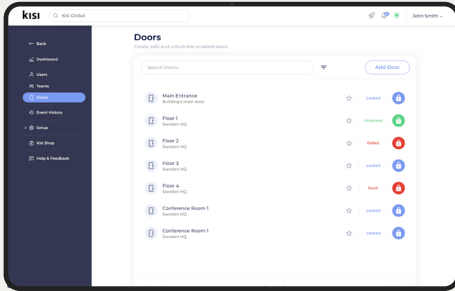 kisi
Kisi Global
John Smith
Back
Dashboard
Users
Teams
Doors
Event History
Setup
Kisi Shop
Help & Feedback
Doors
Create, edit and unlock the enabled doors
Search items...
Add Door
Main Entrance
Building's main door
Locked
Floor 1
Sweden HQ
Unlocked
Floor 2
Sweden HQ
Failed
Floor 3
Sweden HQ
Locked
Floor 4
Sweden HQ
Conference Room 1
Sweden HQ
Locked
Conference Room 1
Sweden HQ
Locked